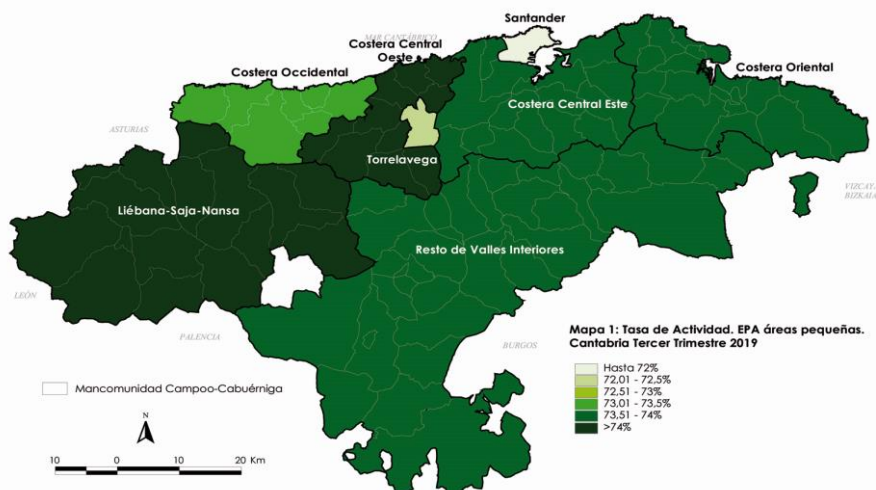 Santander
MAR CANTÁBRICO
Costera Central
Oeste
Costera Occidental
Costera Oriental
Costera Central Este
ASTURIAS
Torrelavega
VIZCAYA
BIZKAIA
Liébana-Saja-Nansa
Resto de Valles Interiores
LEÓN
PALENCIA
BURGOS
Mapa 1: Tasa de Actividad. EPA áreas pequeñas.
Cantabria Tercer Trimestre 2019
Hasta 72%
72,01 - 72,5%
72,51 - 73%
73,01 - 73,5%
73,51 - 74%
>74%
Mancomunidad Campoo-Cabuérniga
N
10 0 10 20 Km